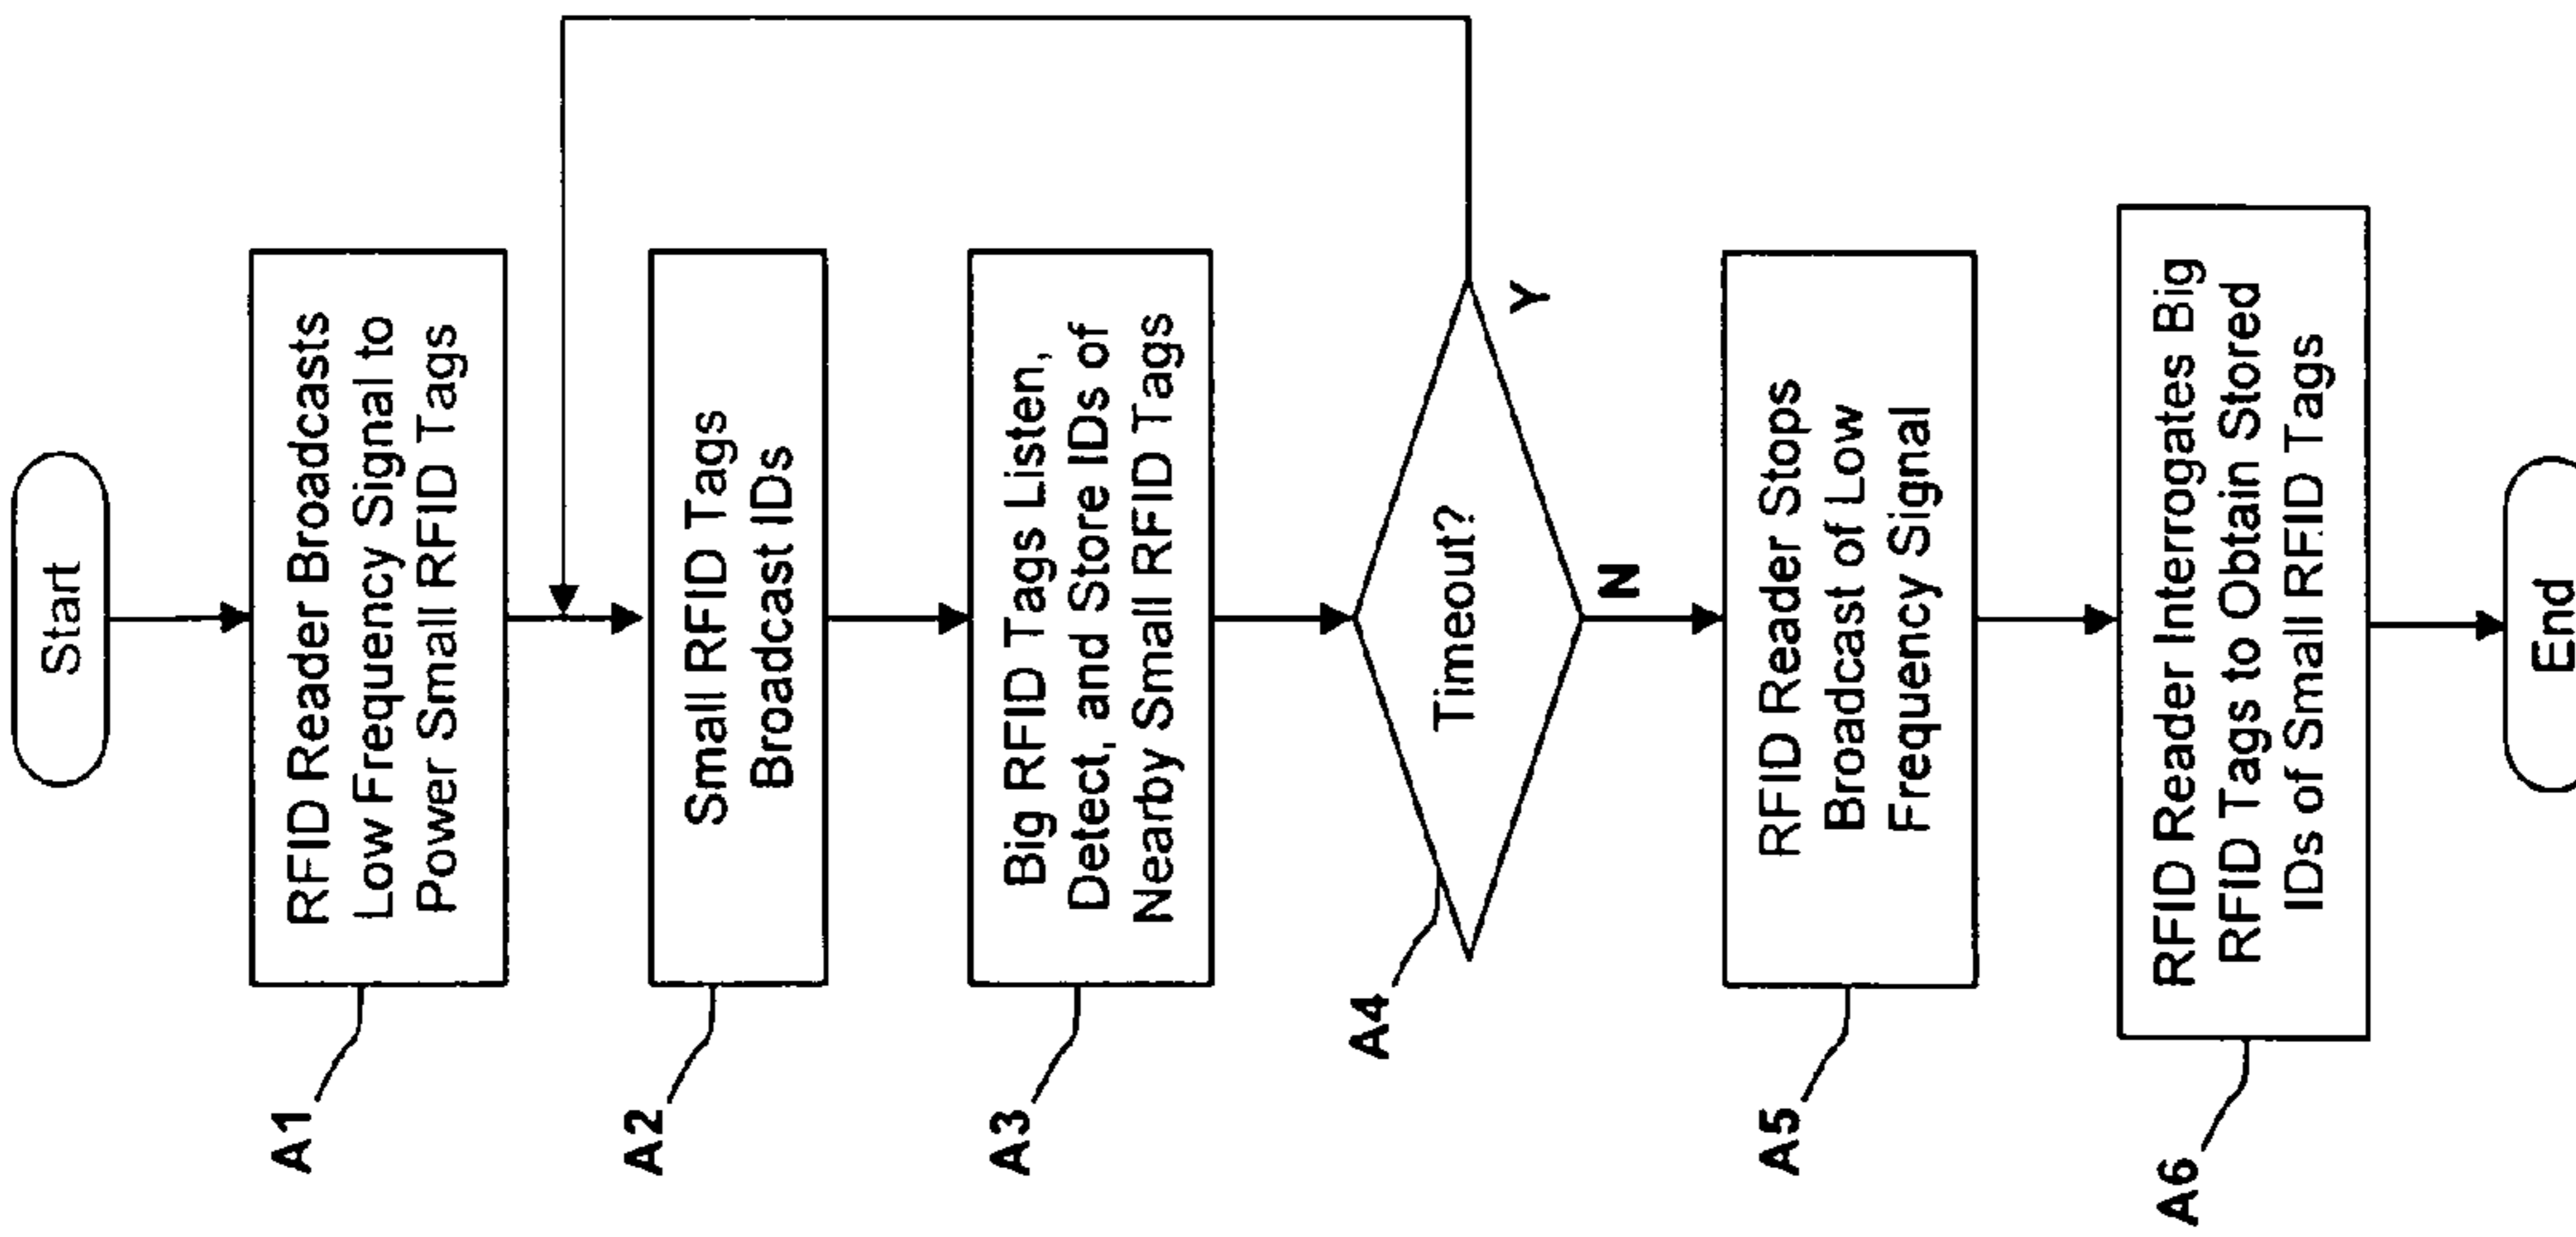 Start
A1
RFID Reader Broadcasts
Low Frequency Signal to
Power Small RFID Tags
A2
Small RFID Tags
Broadcast IDs
A3
Big RFID Tags Listen,
Detect, and Store IDs of
Nearby Small RFID Tags
A4
Timeout?
Y
N
A5
RFID Reader Stops
Broadcast of Low
Frequency Signal
A6
RFID Reader Interrogates Big
RFID Tags to Obtain Stored
IDs of Small RFID Tags
End